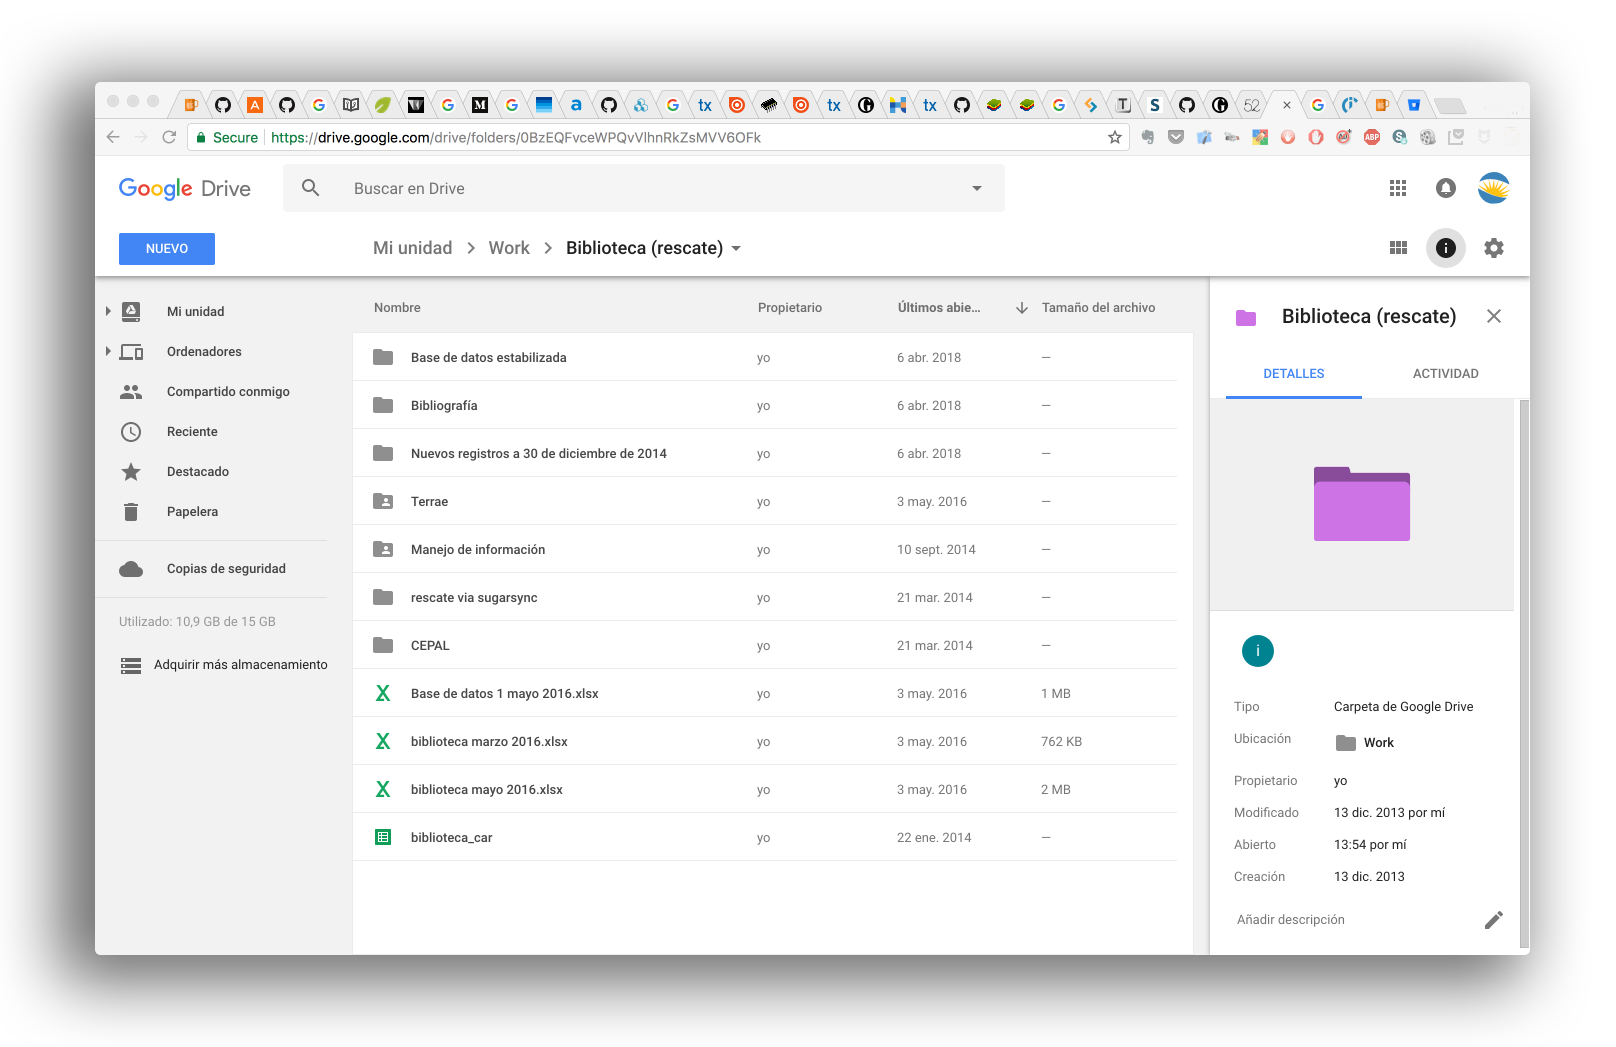 52
Secure
https://drive.google.com/drive/folders/0BzEQFvceWPQvVlhnRkZsMVV6OFk
Google Drive
Buscar en Drive
NUEVO
Mi unidad > Work > Biblioteca (rescate)
Mi unidad
Ordenadores
Compartido conmigo
Reciente
Destacado
Papelera
Copias de seguridad
Utilizado: 10,9 GB de 15 GB
Adquirir más almacenamiento
Nombre Propietario Últimos abie... Tamaño del archivo
Base de datos estabilizada yo 6 abr. 2018 —
Bibliografía yo 6 abr. 2018 —
Nuevos registros a 30 de diciembre de 2014 yo 6 abr. 2018 —
Terrae yo 3 may. 2016 —
Manejo de información yo 10 sept. 2014 —
rescate via sugarsync yo 21 mar. 2014 —
CEPAL yo 21 mar. 2014 —
Base de datos 1 mayo 2016.xlsx yo 3 may. 2016 1 MB
biblioteca marzo 2016.xlsx yo 3 may. 2016 762 KB
biblioteca mayo 2016.xlsx yo 3 may. 2016 2 MB
biblioteca_car yo 22 ene. 2014 —
Biblioteca (rescate)
DETALLES ACTIVIDAD
i
Tipo Carpeta de Google Drive
Ubicación Work
Propietario yo
Modificado 13 dic. 2013 por mí
Abierto 13:54 por mí
Creación 13 dic. 2013
Añadir descripción